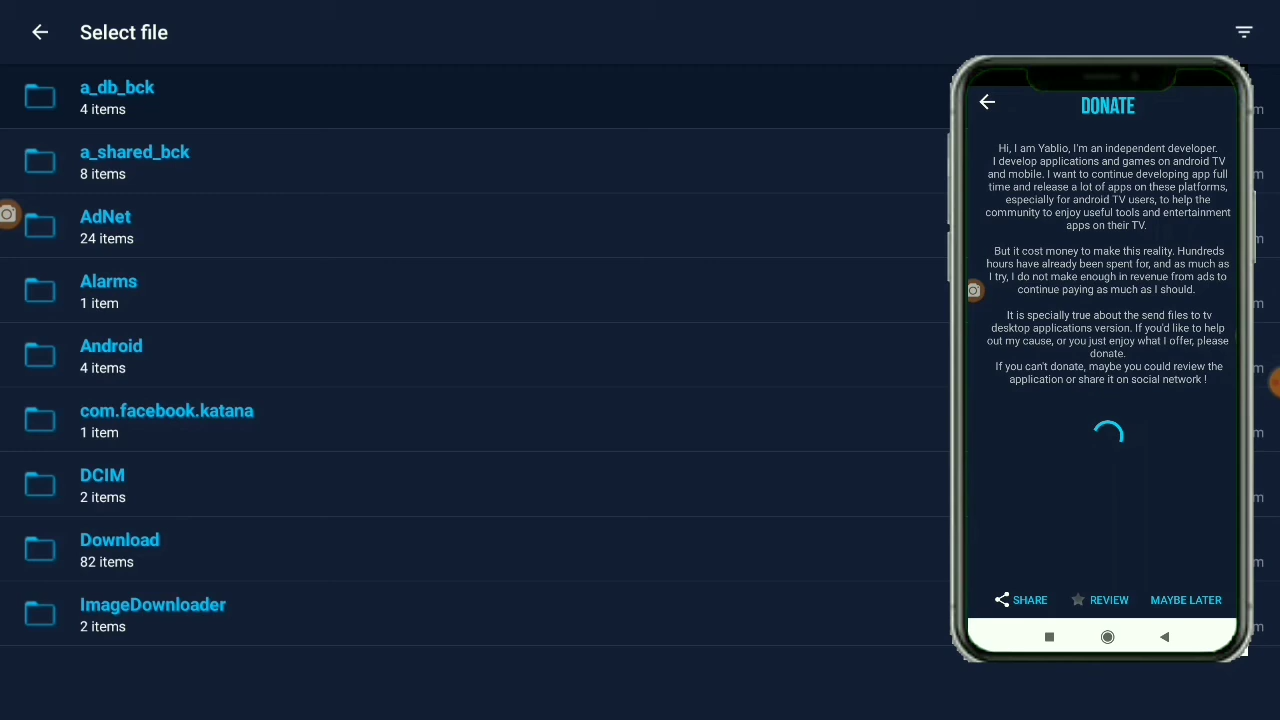 Select file
a_db_bck
4 items
a_shared_bck
8 items
AdNet
24 items
Alarms
1 item
Android
4 items
com.facebook.katana
1 item
DCIM
2 items
Download
82 items
ImageDownloader
2 items
DONATE
Hi, I am Yablio, I'm an independent developer.
I develop applications and games on android TV
and mobile. I want to continue developing app full
time and release a lot of apps on these platforms,
especially for android TV users, to help the
community to enjoy useful tools and entertainment
apps on their TV.
But it cost money to make this reality. Hundreds
hours have already been spent for, and as much as
I try, I do not make enough in revenue from ads to
continue paying as much as I should.
It is specially true about the send files to tv
desktop applications version. If you'd like to help
out my cause, or you just enjoy what I offer, please
donate.
If you can't donate, maybe you could review the
application or share it on social network !
SHARE REVIEW MAYBE LATER